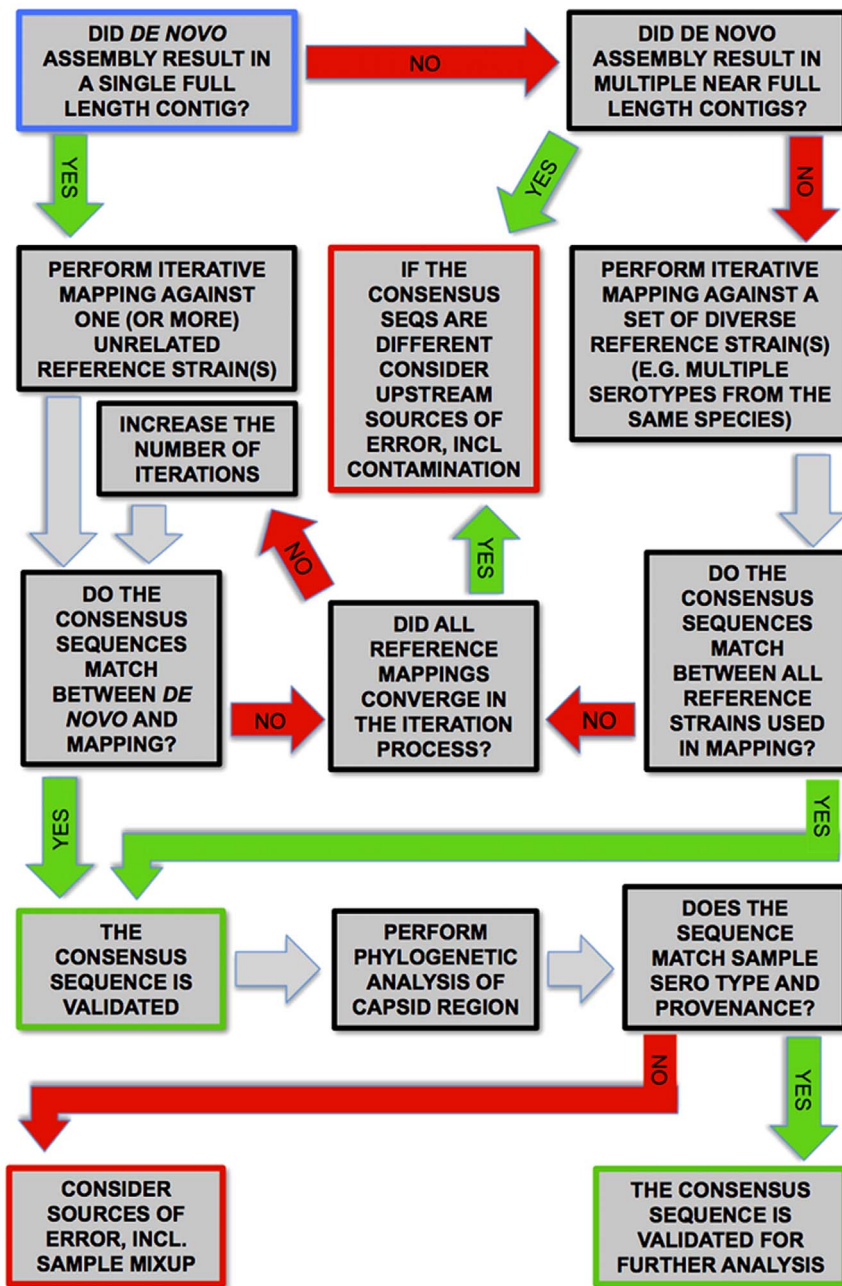 DID DE NOVO
ASSEMBLY RESULT IN
A SINGLE FULL
LENGTH CONTIG?
NO
DID DE NOVO
ASSEMBLY RESULT IN
MULTIPLE NEAR FULL
LENGTH CONTIGS?
YES
YES
NO
PERFORM ITERATIVE
MAPPING AGAINST
ONE (OR MORE)
UNRELATED
REFERENCE STRAIN(S)
IF THE
CONSENSUS
SEQS ARE
DIFFERENT
CONSIDER
UPSTREAM
SOURCES OF
ERROR, INCL
CONTAMINATION
PERFORM ITERATIVE
MAPPING AGAINST A
SET OF DIVERSE
REFERENCE STRAIN(S)
(E.G. MULTIPLE
SEROTYPES FROM THE
SAME SPECIES)
INCREASE THE
NUMBER OF
ITERATIONS
NO
YES
DO THE
CONSENSUS
SEQUENCES
MATCH
BETWEEN DE
NOVO AND
MAPPING?
NO
DID ALL
REFERENCE
MAPPINGS
CONVERGE IN
THE ITERATION
PROCESS?
NO
DO THE
CONSENSUS
SEQUENCES
MATCH
BETWEEN ALL
REFERENCE
STRAINS USED
IN MAPPING?
YES
YES
THE
CONSENSUS
SEQUENCE IS
VALIDATED
PERFORM
PHYLOGENETIC
ANALYSIS OF
CAPSID REGION
DOES THE
SEQUENCE
MATCH SAMPLE
SERO TYPE AND
PROVENANCE?
NO
YES
CONSIDER
SOURCES OF
ERROR, INCL.
SAMPLE MIXUP
THE CONSENSUS
SEQUENCE IS
VALIDATED FOR
FURTHER ANALYSIS